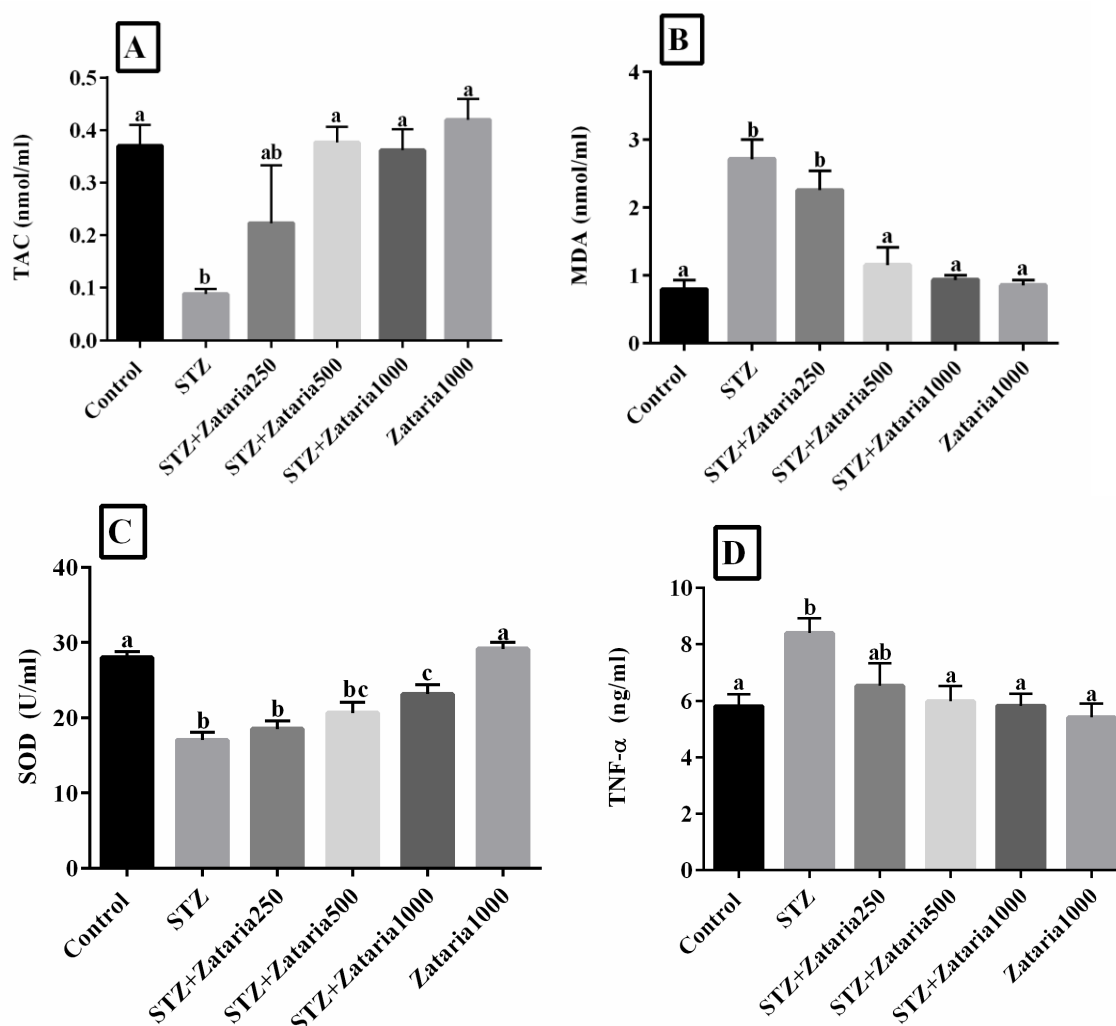 A
TAC (nmol/ml)
0.5
0.4
0.3
0.2
0.1
0.0
a
b
ab
a
a
a
Control
STZ
STZ+Zataria250
STZ+Zataria500
STZ+Zataria1000
Zataria1000
B
MDA (nmol/ml)
4
3
2
1
0
a
b
b
a
a
a
Control
STZ
STZ+Zataria250
STZ+Zataria500
STZ+Zataria1000
Zataria1000
C
SOD (U/ml)
40
30
20
10
0
a
b
b
bc
c
a
Control
STZ
STZ+Zataria250
STZ+Zataria500
STZ+Zataria1000
Zataria1000
D
TNF-α (ng/ml)
10
8
6
4
2
0
a
b
ab
a
a
a
Control
STZ
STZ+Zataria250
STZ+Zataria500
STZ+Zataria1000
Zataria1000